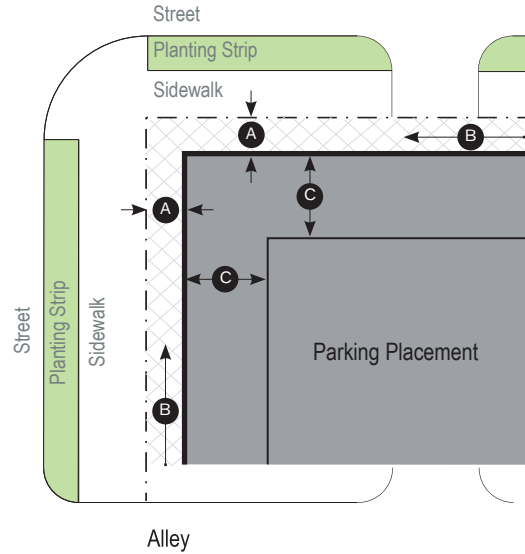 Street
Planting Strip
Sidewalk
A
B
C
A
C
Street
Planting Strip
Sidewalk
Parking Placement
B
Alley